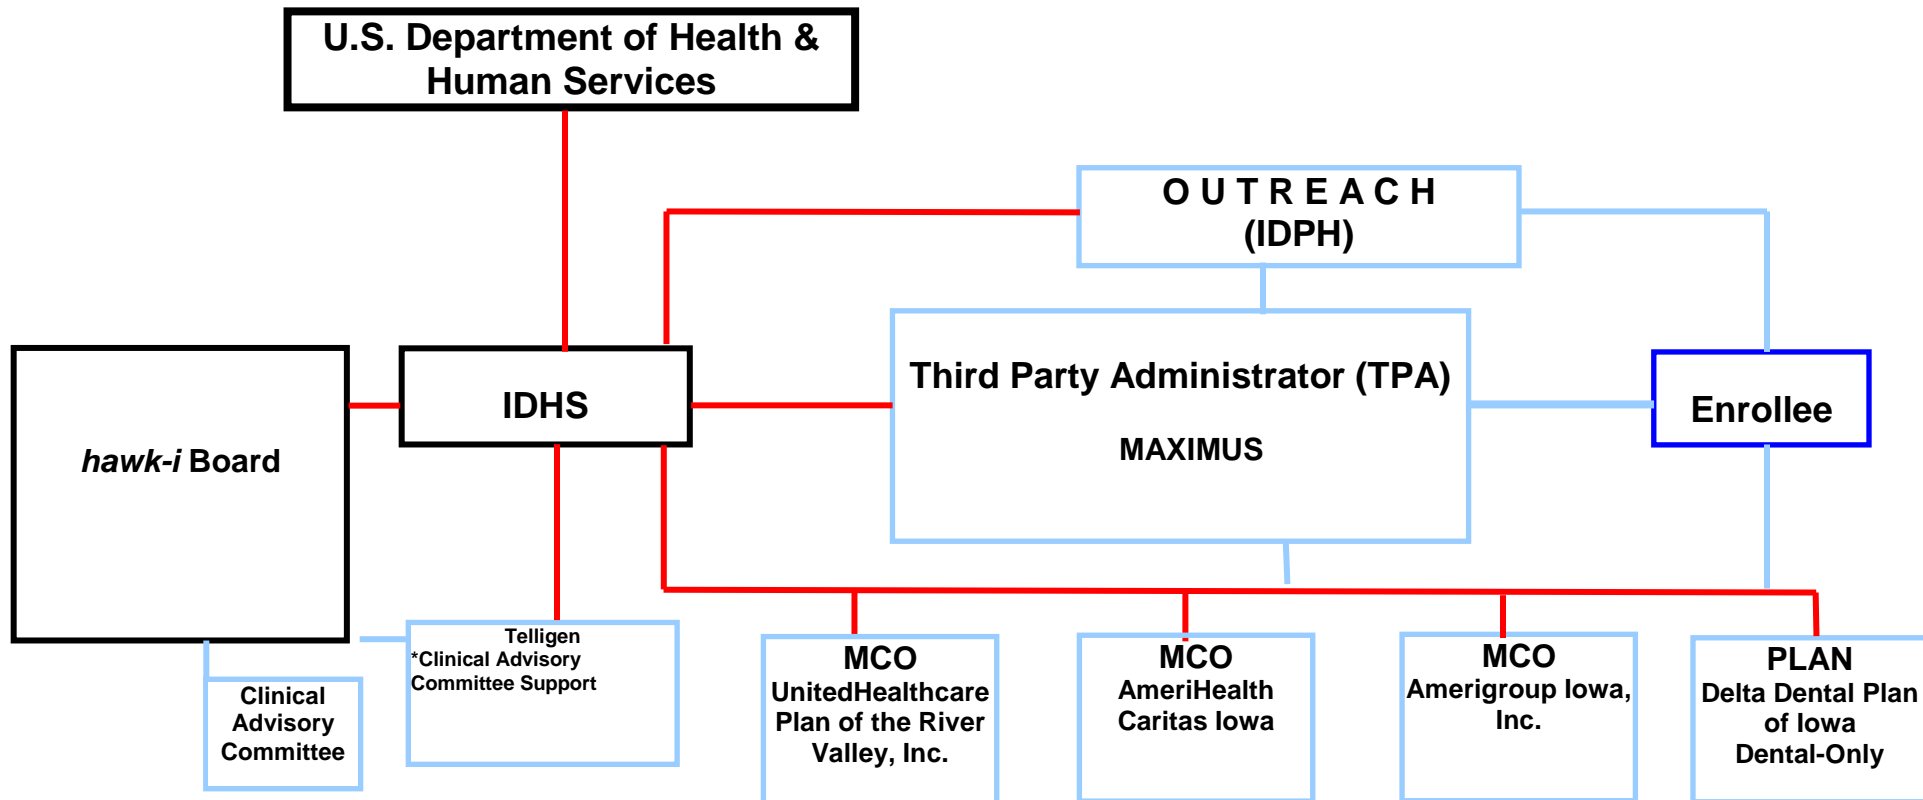 U.S. Department of Health &
Human Services
O U T R E A C H
(IDPH)
Third Party Administrator (TPA)
MAXIMUS
IDHS
Enrollee
hawk-i Board
Clinical
Advisory
Committee
Telligen
*Clinical Advisory
Committee Support
MCO
UnitedHealthcare
Plan of the River
Valley, Inc.
MCO
AmeriHealth
Caritas Iowa
MCO
Amerigroup Iowa,
Inc.
PLAN
Delta Dental Plan
of Iowa
Dental-Only